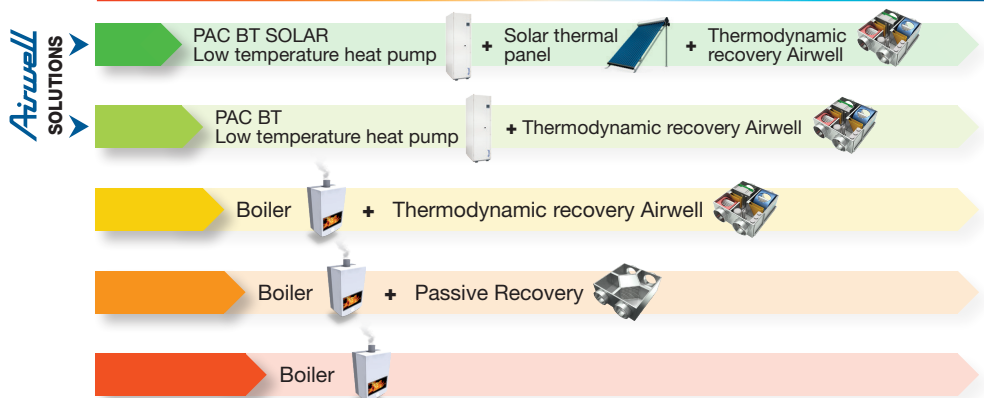 Airwell
SOLUTIONS
PAC BT SOLAR
Low temperature heat pump
+
Solar thermal
panel
+
Thermodynamic
recovery Airwell
PAC BT
Low temperature heat pump
+ Thermodynamic recovery Airwell
Boiler + Thermodynamic recovery Airwell
Boiler + Passive Recovery
Boiler